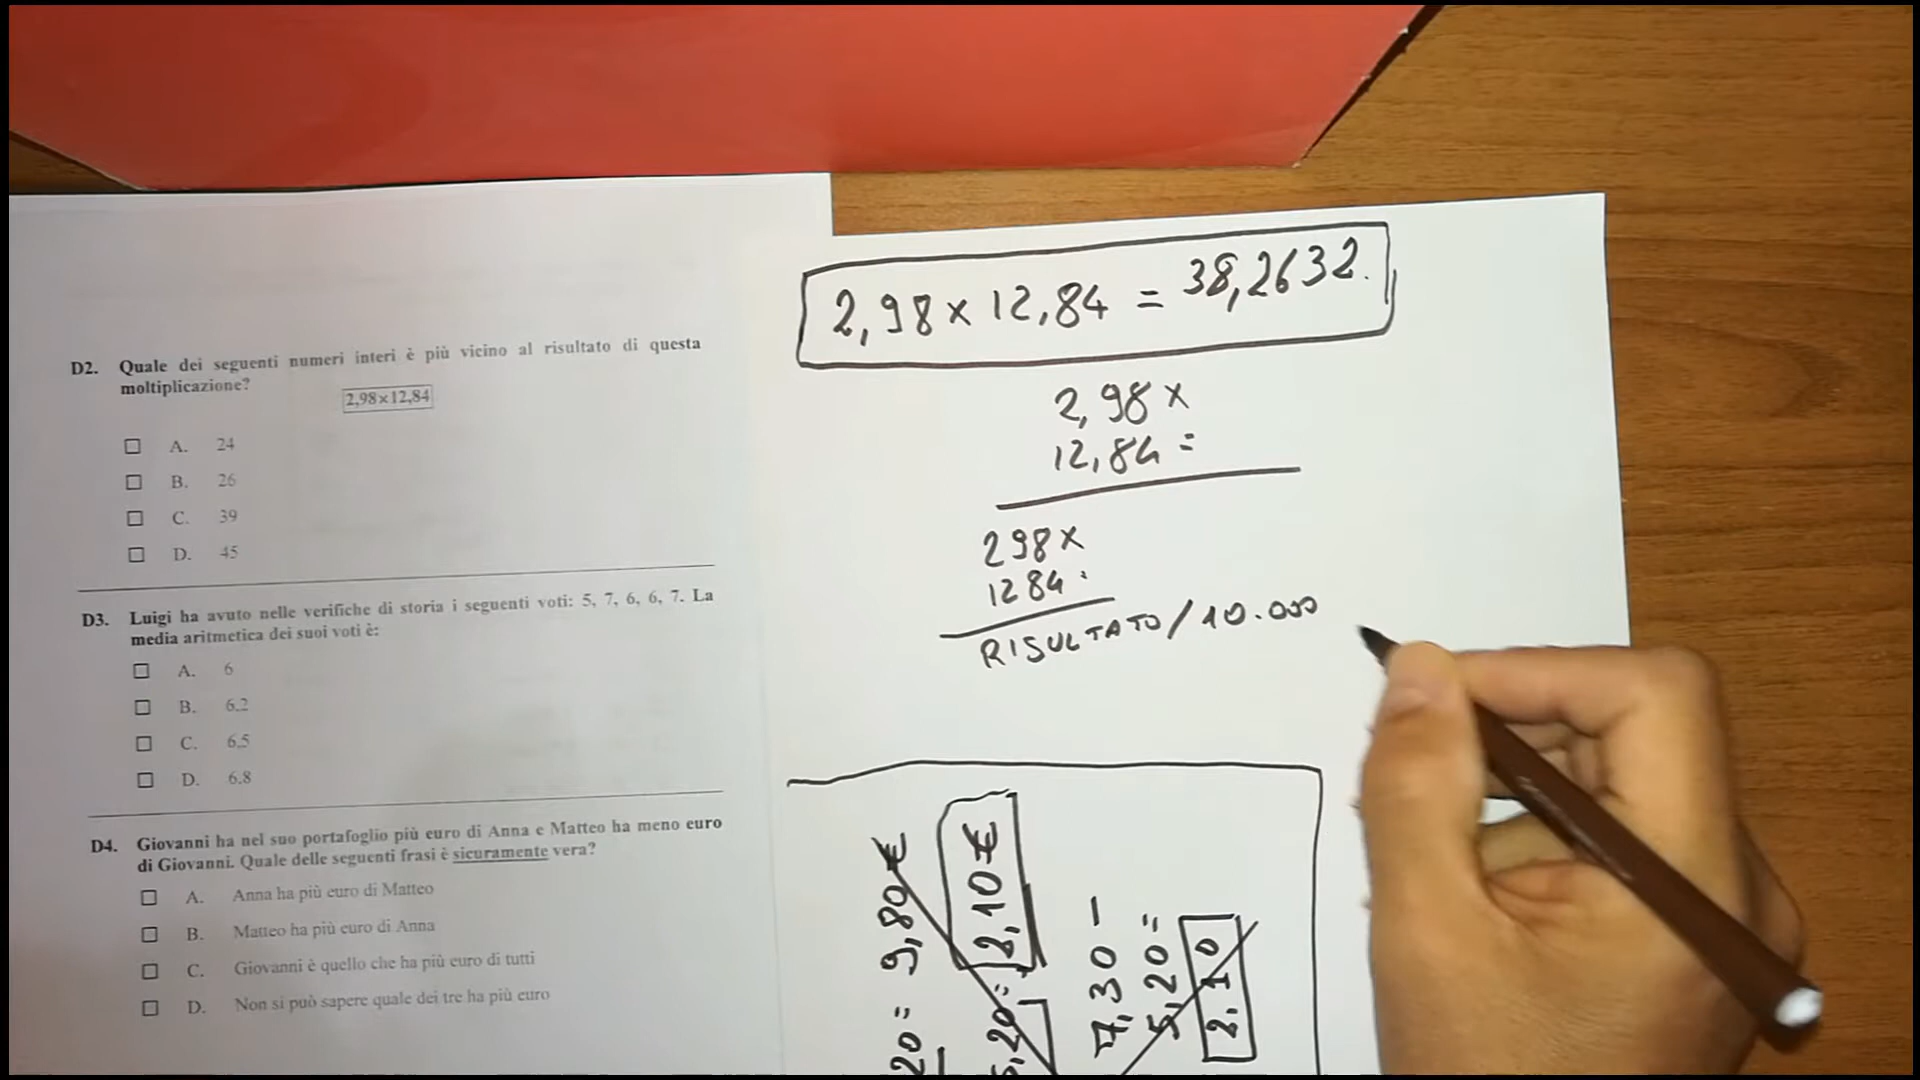 D2. Quale dei seguenti numeri interi è più vicino al risultato di questa
moltiplicazione?
2,98×12,84
A. 24
B. 26
C. 39
D. 45
D3. Luigi ha avuto nelle verifiche di storia i seguenti voti: 5, 7, 6, 6, 7. La
media aritmetica dei suoi voti è:
A. 6
B. 6,2
C. 6,5
D. 6,8
D4. Giovanni ha nel suo portafoglio più euro di Anna e Matteo ha meno euro
di Giovanni. Quale delle seguenti frasi è sicuramente vera?
A. Anna ha più euro di Matteo
B. Matteo ha più euro di Anna
C. Giovanni è quello che ha più euro di tutti
D. Non si può sapere quale dei tre ha più euro
2,98 × 12,84 = 38,2632.
2,98 ×
12,84 =
298 ×
1284
RISULTATO / 10.000
20= 9,80€
5,20= 2,10€
7,30 -
5,20=
2.10